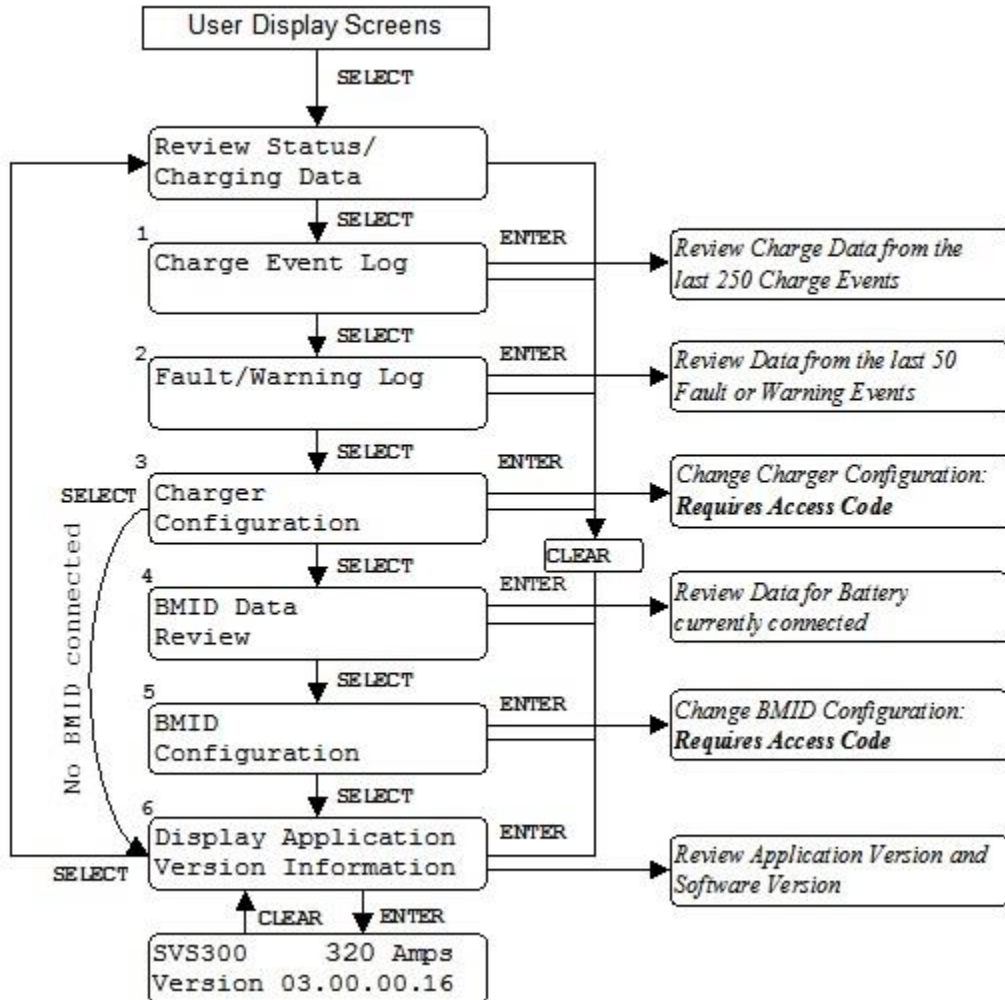 User Display Screens
SELECT
Review Status/
Charging Data
SELECT
1
Charge Event Log
ENTER
Review Charge Data from the
last 250 Charge Events
SELECT
2
Fault/Warning Log
ENTER
Review Data from the last 50
Fault or Warning Events
SELECT
3
Charger
Configuration
ENTER
Change Charger Configuration:
Requires Access Code
SELECT
No BMID connected
CLEAR
SELECT
4
BMID Data
Review
ENTER
Review Data for Battery
currently connected
SELECT
5
BMID
Configuration
ENTER
Change BMID Configuration:
Requires Access Code
SELECT
6
Display Application
Version Information
ENTER
Review Application Version and
Software Version
SELECT
CLEAR
ENTER
SVS300 320 Amps
Version 03.00.00.16